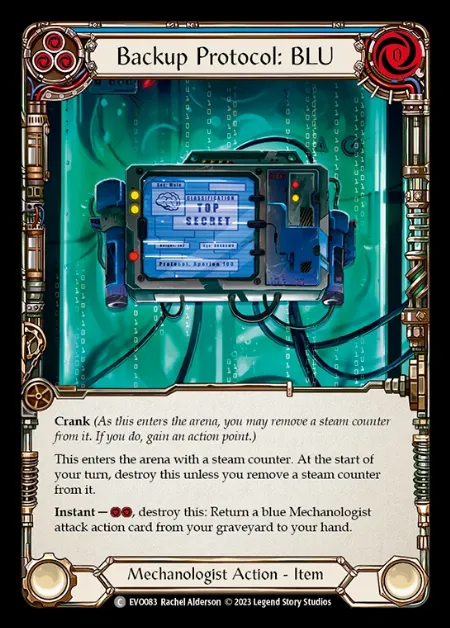 Backup Protocol: BLU
0
CLASSIFICATION
TOP
SECRET
Crank (As this enters the arena, you may remove a steam counter
from it. If you do, gain an action point.)
This enters the arena with a steam counter. At the start of
your turn, destroy this unless you remove a steam counter
from it.
Instant — , destroy this: Return a blue Mechanologist
attack action card from your graveyard to your hand.
Mechanologist Action - Item
C EVO083 Rachel Alderson © 2023 Legend Story Studios